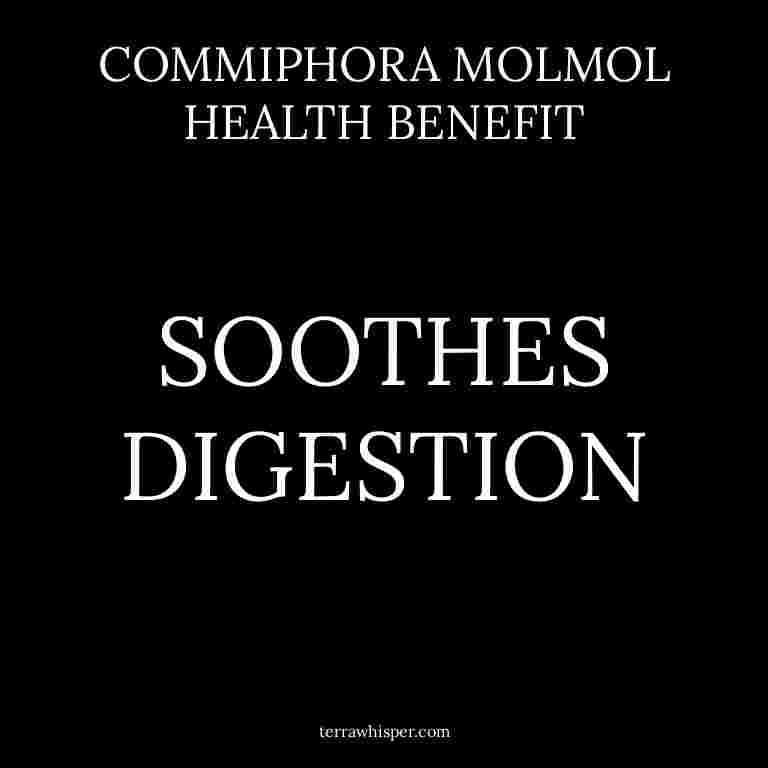 COMMIPHORA MOLMOL
HEALTH BENEFIT
SOOTHES
DIGESTION
terrawhisper.com